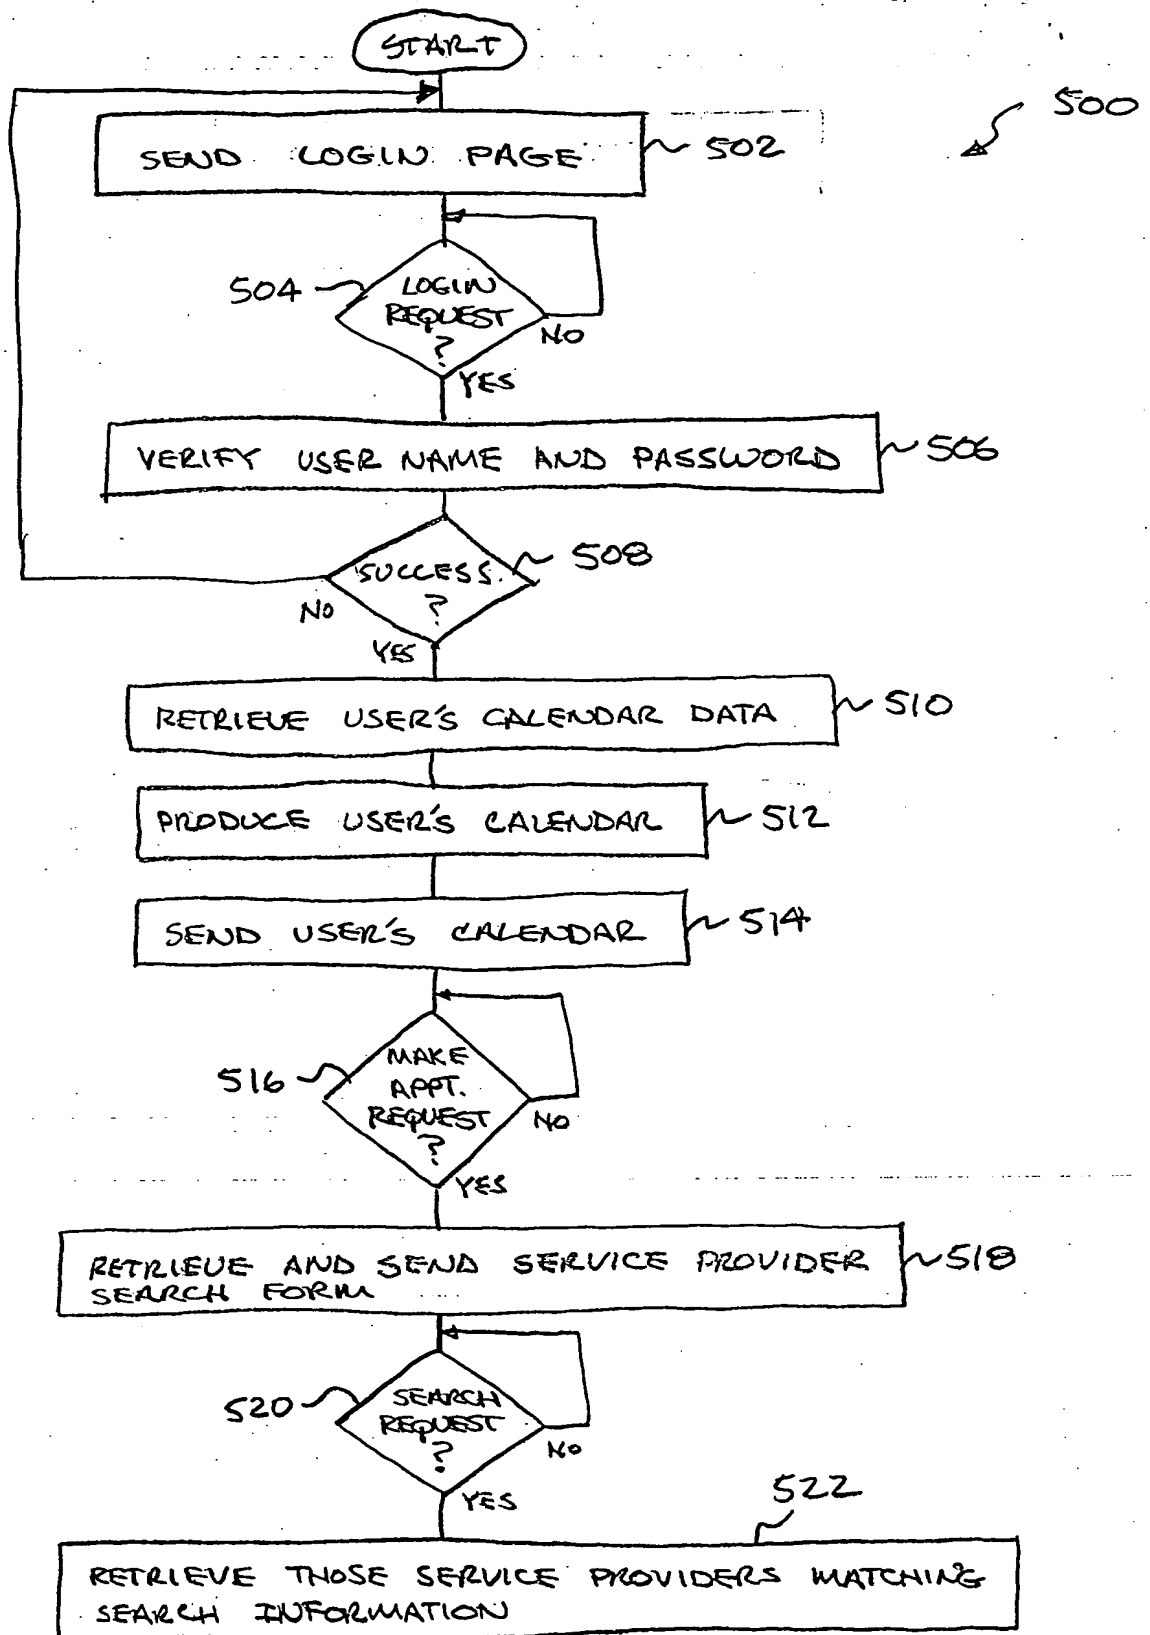 START
500
SEND LOGIN PAGE
502
504
LOGIN
REQUEST
?
NO
YES
VERIFY USER NAME AND PASSWORD
506
SUCCESS
?
508
NO
YES
RETRIEVE USER'S CALENDAR DATA
510
PRODUCE USER'S CALENDAR
512
SEND USER'S CALENDAR
514
516
MAKE
APPT.
REQUEST
?
NO
YES
RETRIEVE AND SEND SERVICE PROVIDER
SEARCH FORM
518
520
SEARCH
REQUEST
?
NO
YES
522
RETRIEVE THOSE SERVICE PROVIDERS MATCHING
SEARCH INFORMATION